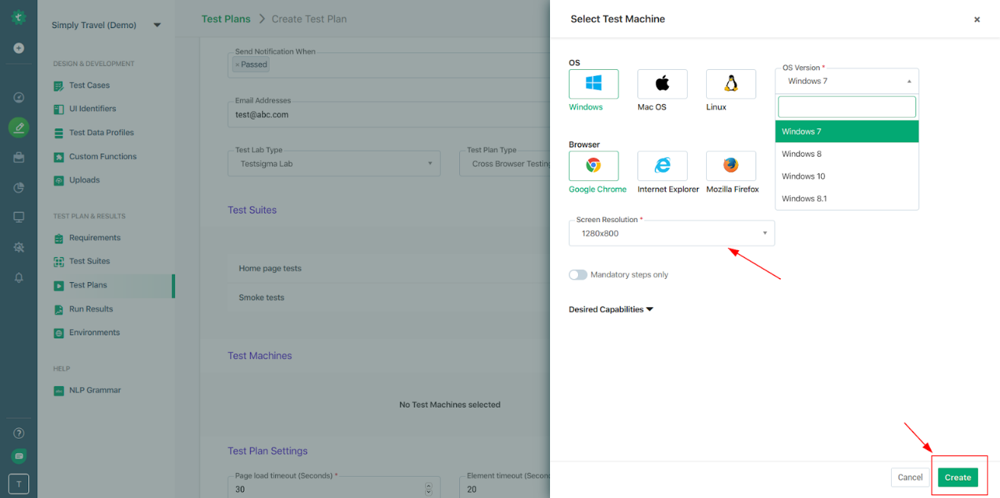 Simply Travel (Demo)
DESIGN & DEVELOPMENT
Test Cases
UI Identifiers
Test Data Profiles
Custom Functions
Uploads
TEST PLAN & RESULTS
Requirements
Test Suites
Test Plans
Run Results
Environments
HELP
NLP Grammar
T
Test Plans > Create Test Plan
Send Notification When
× Passed
Email Addresses
test@abc.com
Test Lab Type
Testsigma Lab
Test Plan Type
Cross Browser Testing
Test Suites
Home page tests
Smoke tests
Test Machines
No Test Machines selected
Test Plan Settings
Page load timeout (Seconds) *
30
Element timeout (Secon
20
Select Test Machine
×
OS
Windows
Mac OS
Linux
OS Version *
Windows 7
Windows 7
Windows 8
Windows 10
Windows 8.1
Browser
Google Chrome
Internet Explorer
Mozilla Firefox
Screen Resolution *
1280x800
Mandatory steps only
Desired Capabilities
Cancel
Create